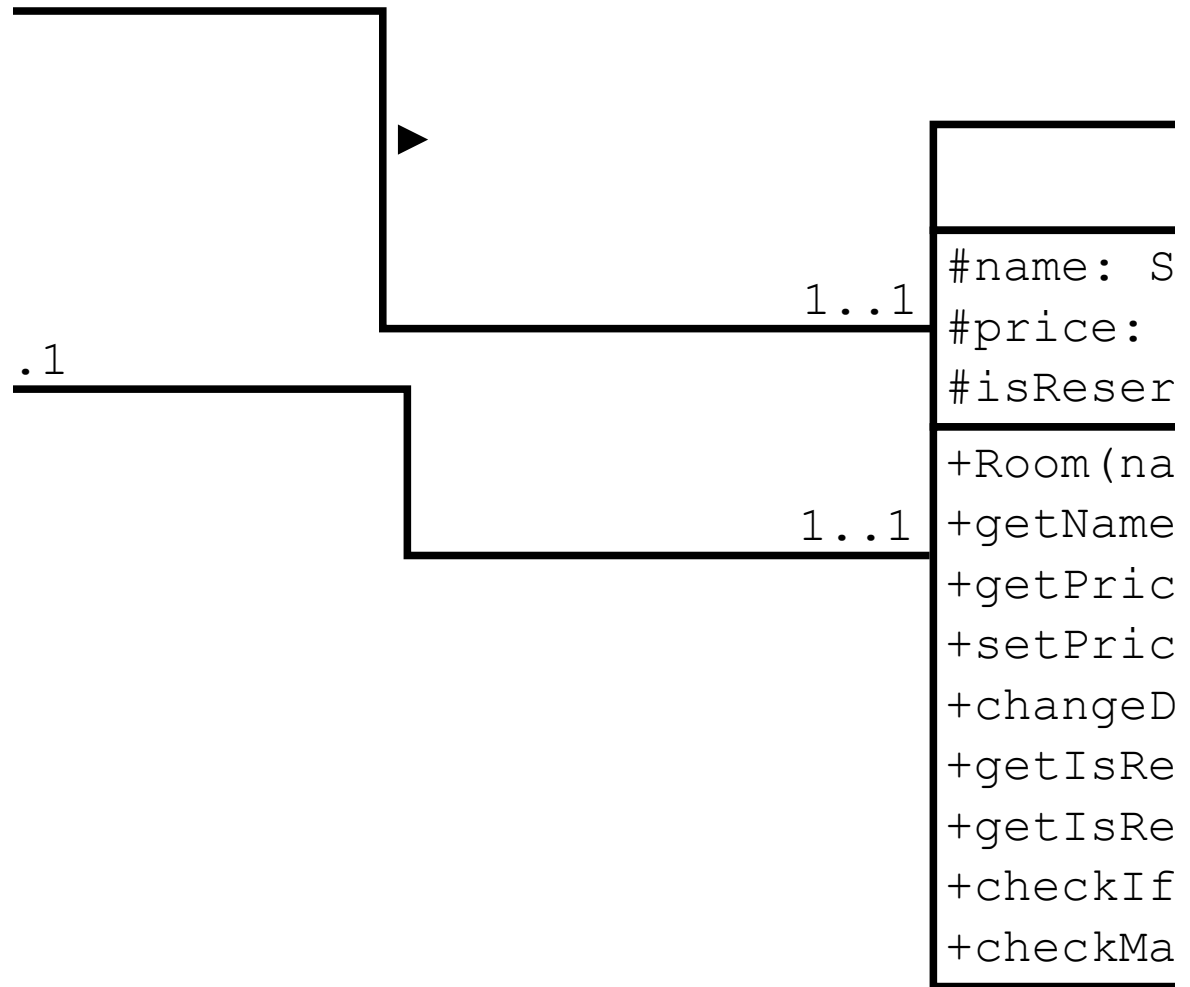 #name: S
1..1
#price:
.1
#isReser
+Room(na
1..1
+getName
+getPric
+setPric
+changeD
+getIsRe
+getIsRe
+checkIf
+checkMa